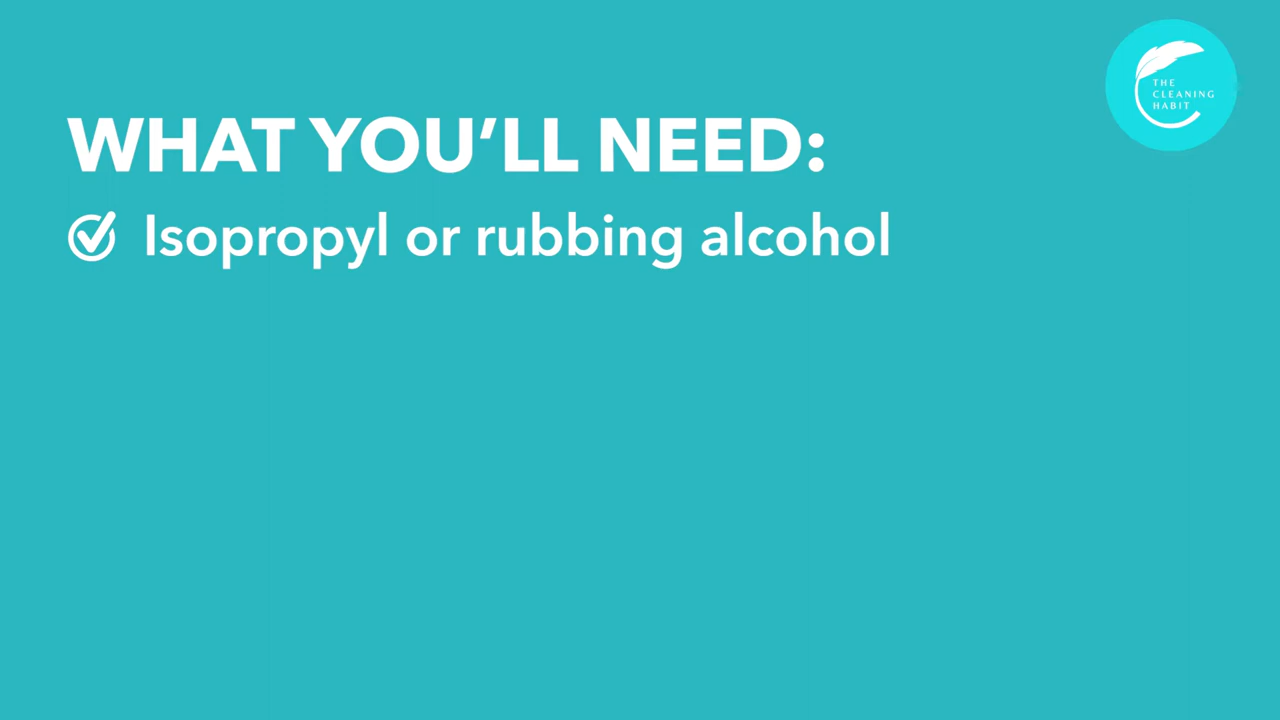 THE
CLEANING
HABIT
WHAT YOU’LL NEED:
Isopropyl or rubbing alcohol